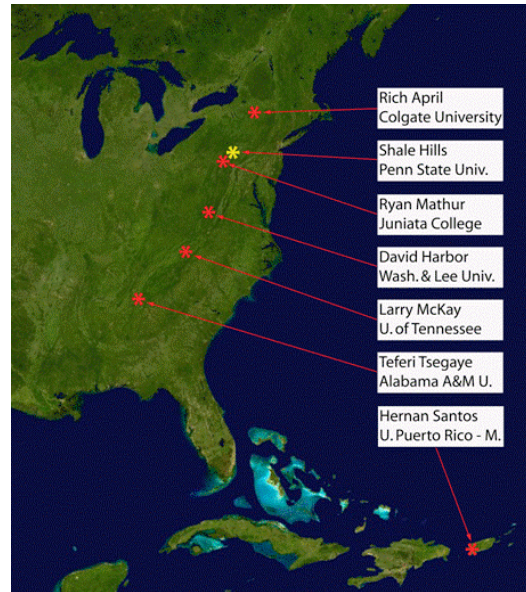 Rich April
Colgate University
Shale Hills
Penn State Univ.
Ryan Mathur
Juniata College
David Harbor
Wash. & Lee Univ.
Larry McKay
U. of Tennessee
Teferi Tsegaye
Alabama A&M U.
Hernan Santos
U. Puerto Rico - M.